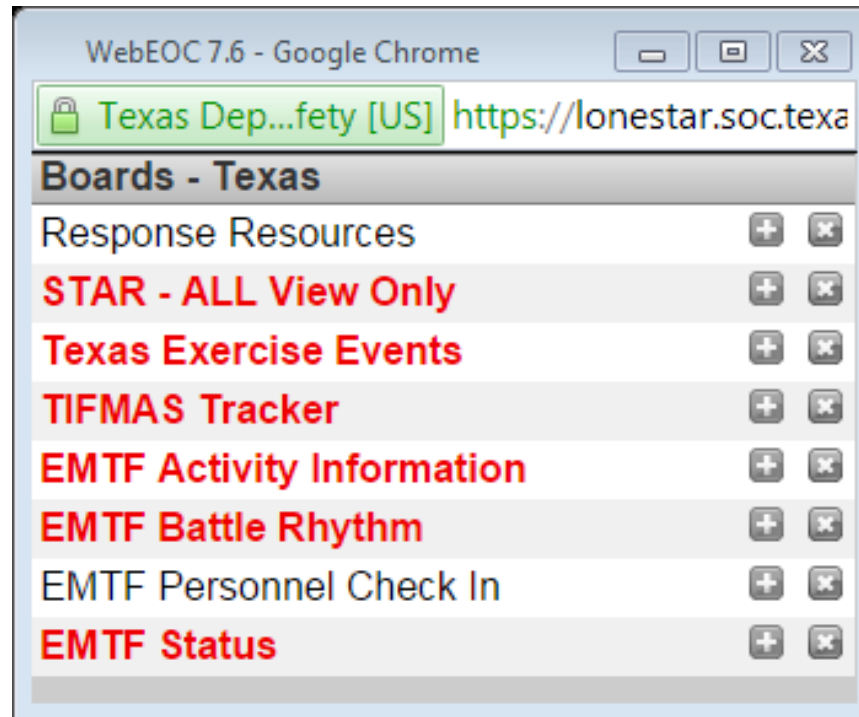 WebEOC 7.6 - Google Chrome
Texas Dep...fety [US] https://lonestar.soc.texa
Boards - Texas
Response Resources
STAR - ALL View Only
Texas Exercise Events
TIFMAS Tracker
EMTF Activity Information
EMTF Battle Rhythm
EMTF Personnel Check In
EMTF Status